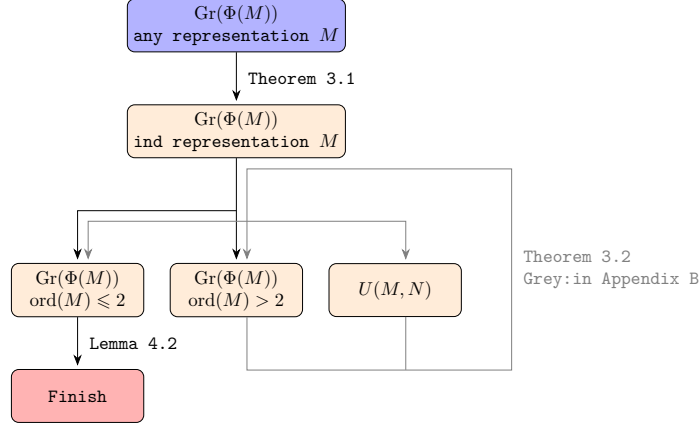 Gr(Φ(M))
any representation M
Theorem 3.1
Gr(Φ(M))
ind representation M
Theorem 3.2
Grey:in Appendix B
Gr(Φ(M))
ord(M) ⩽ 2
Gr(Φ(M))
ord(M) > 2
U(M, N)
Lemma 4.2
Finish